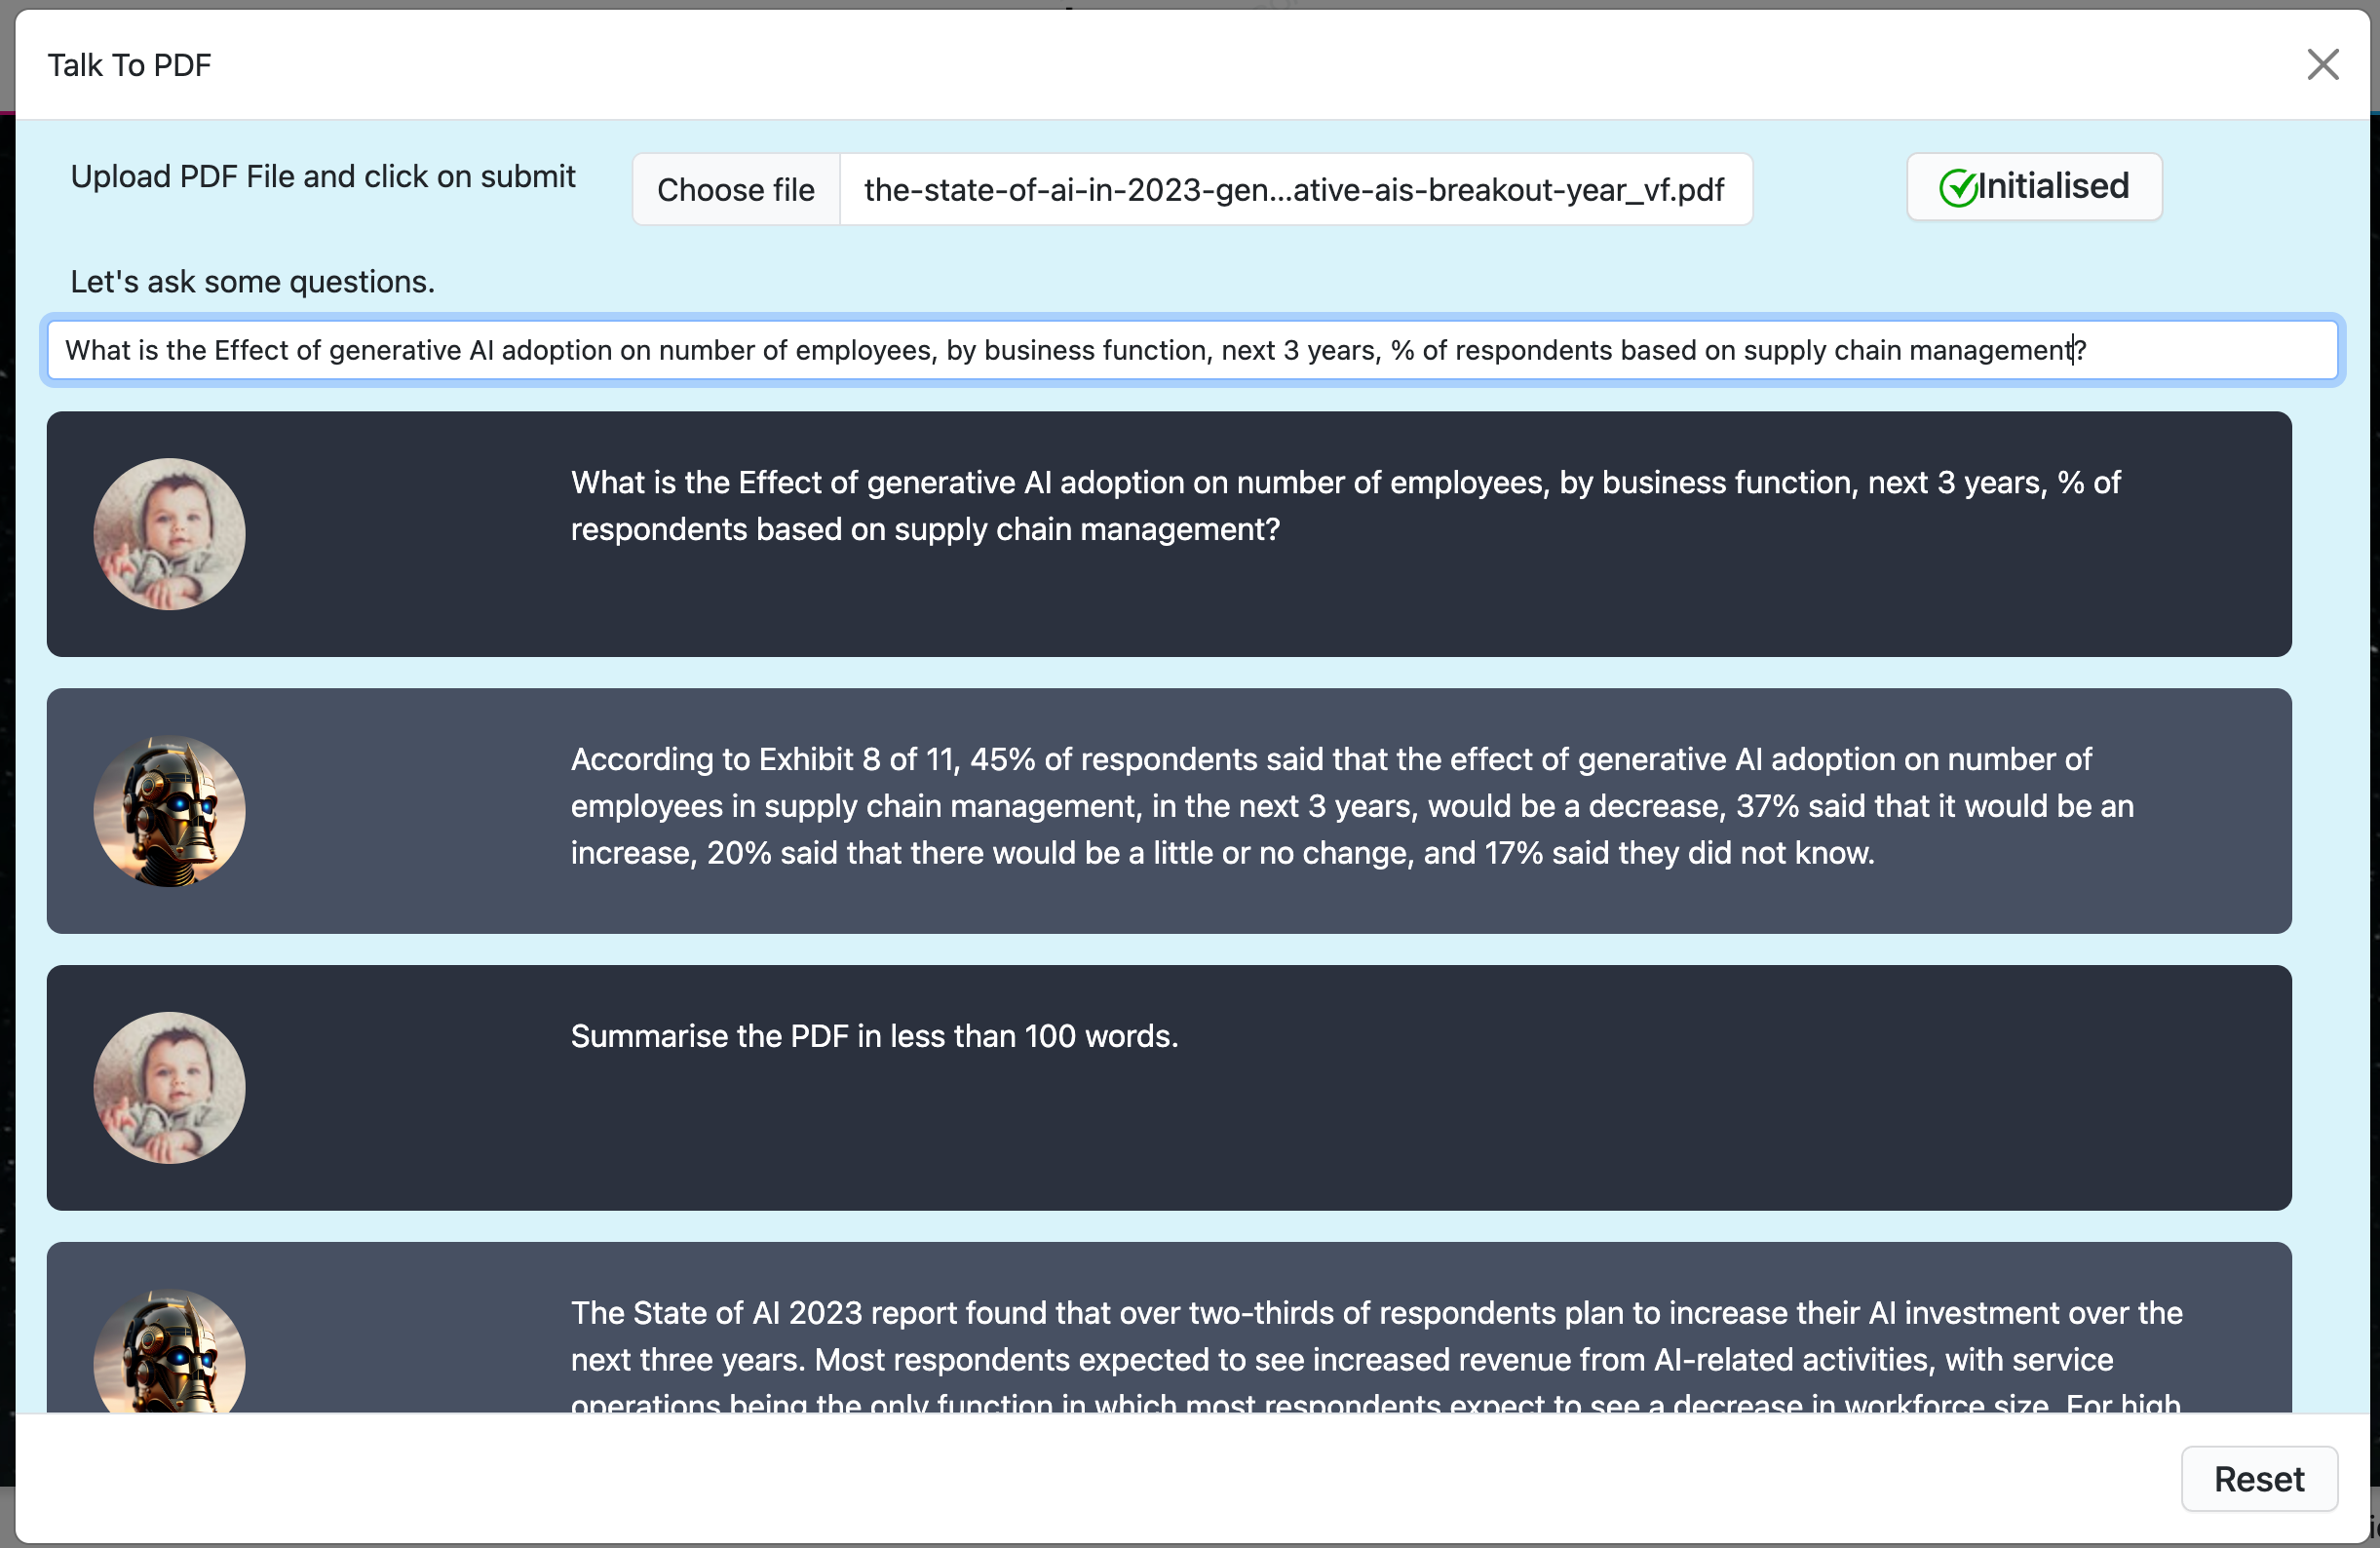 Talk To PDF
Upload PDF File and click on submit
Choose file
the-state-of-ai-in-2023-gen...ative-ais-breakout-year_vf.pdf
Initialised
Let's ask some questions.
What is the Effect of generative AI adoption on number of employees, by business function, next 3 years, % of respondents based on supply chain management?
What is the Effect of generative AI adoption on number of employees, by business function, next 3 years, % of
respondents based on supply chain management?
According to Exhibit 8 of 11, 45% of respondents said that the effect of generative AI adoption on number of
employees in supply chain management, in the next 3 years, would be a decrease, 37% said that it would be an
increase, 20% said that there would be a little or no change, and 17% said they did not know.
Summarise the PDF in less than 100 words.
The State of AI 2023 report found that over two-thirds of respondents plan to increase their AI investment over the
next three years. Most respondents expected to see increased revenue from AI-related activities, with service
operations being the only function in which most respondents expect to see a decrease in workforce size. For high
Reset